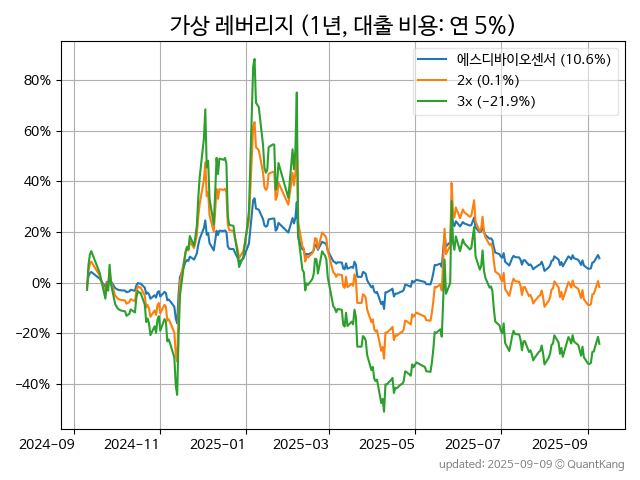 가상 레버리지 (1년, 대출 비용: 연 5%)
에스디바이오센서 (10.6%)
2x (0.1%)
3x (−21.9%)
80%
60%
40%
20%
0%
−20%
−40%
2024-09
2024-11
2025-01
2025-03
2025-05
2025-07
2025-09
updated: 2025-09-09 © QuantKang